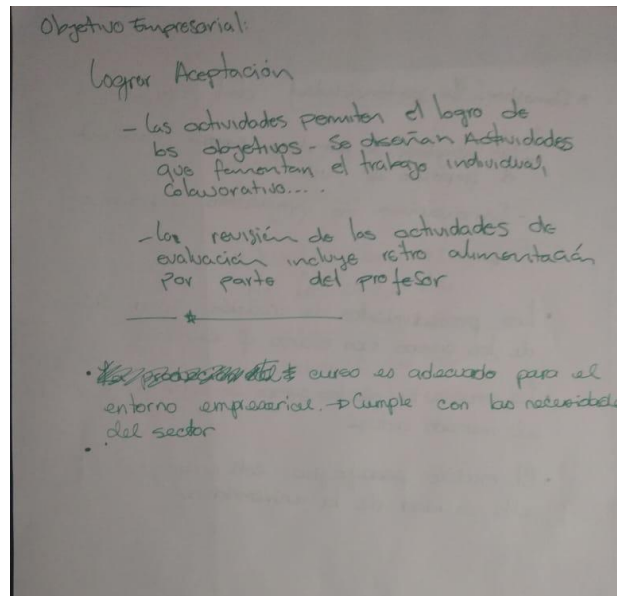 Objetivo Empresarial:
Lograr Aceptación
- Las actividades permiten el logro de
los objetivos - Se diseñan Actividades
que fomentan el trabajo individual,
Colaborativo....
- La revisión de las actividades de
evaluación incluye retro alimentación
por parte del profesor
• curso es adecuado para el
entorno empresarial. → Cumple con las necesidade
del sector
•